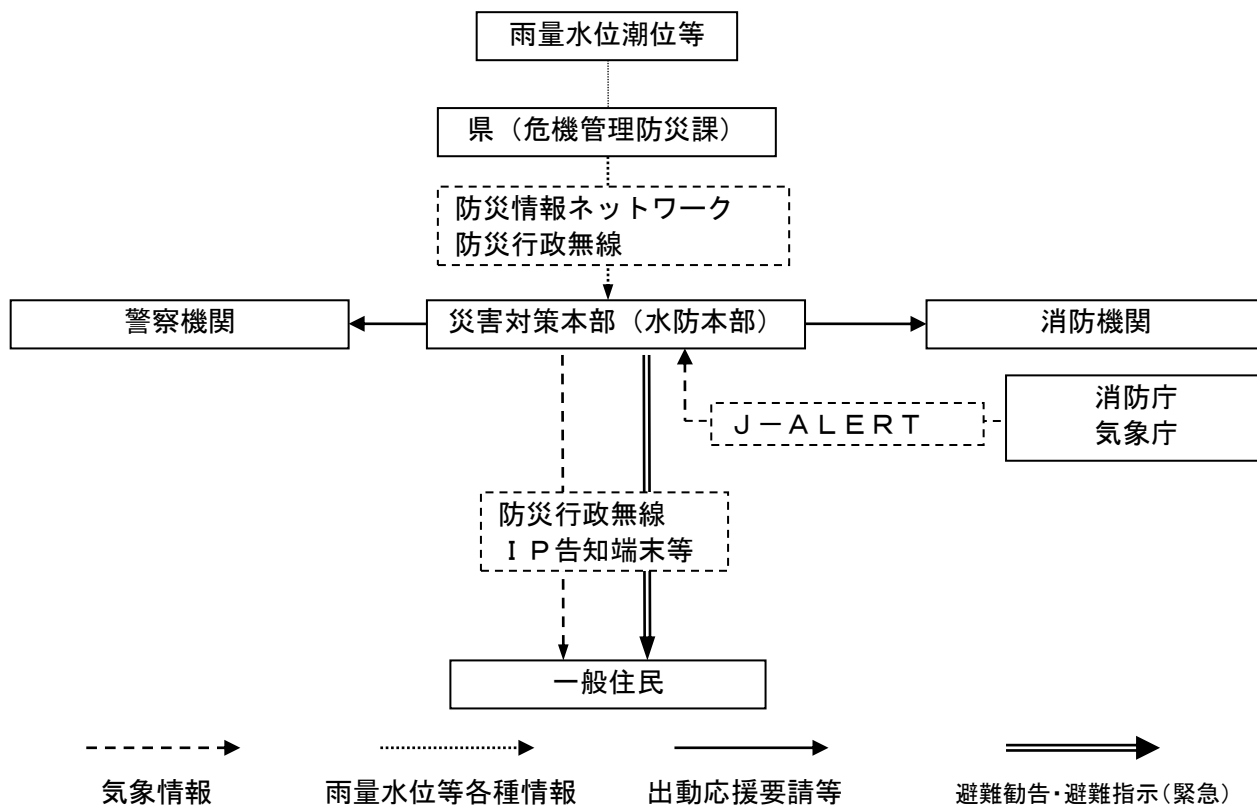 雨量水位潮位等
県（危機管理防災課）
防災情報ネットワーク
防災行政無線
警察機関
災害対策本部（水防本部）
消防機関
消防庁
気象庁
Ｊ－ＡＬＥＲＴ
防災行政無線
ＩＰ告知端末等
一般住民
気象情報
雨量水位等各種情報
出動応援要請等
避難勧告・避難指示（緊急）